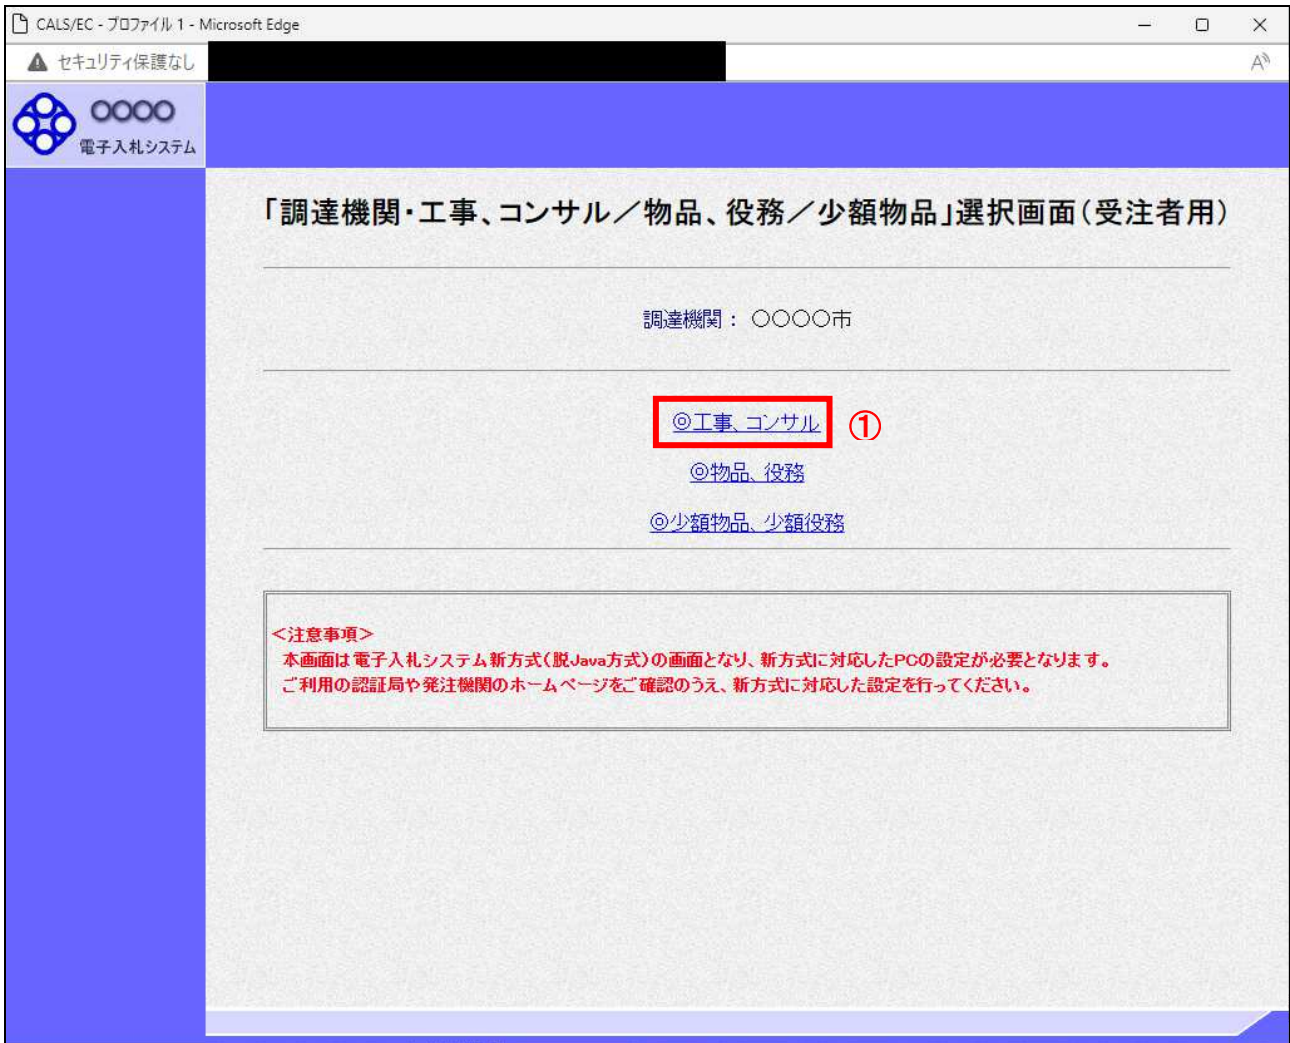 CALS/EC - プロファイル 1 - Microsoft Edge
セキュリティ保護なし
〇〇〇〇
電子入札システム
「調達機関・工事、コンサル／物品、役務／少額物品」選択画面（受注者用）
調達機関： 〇〇〇〇市
◎工事、コンサル ①
◎物品、役務
◎少額物品、少額役務
＜注意事項＞
本画面は電子入札システム新方式（脱Java方式）の画面となり、新方式に対応したPCの設定が必要となります。
ご利用の認証局や発注機関のホームページをご確認のうえ、新方式に対応した設定を行ってください。